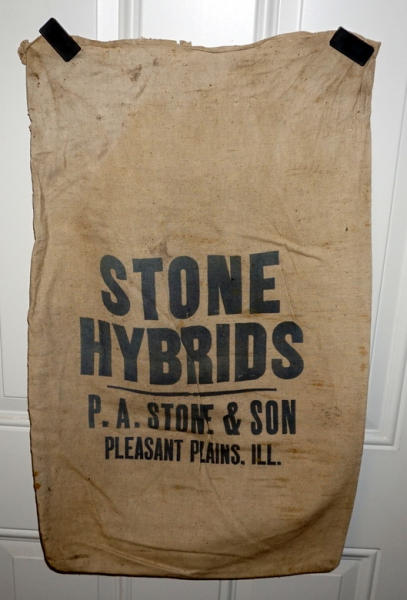 STONE
HYBRIDS
P. A. STONE & SON
PLEASANT PLAINS, ILL.